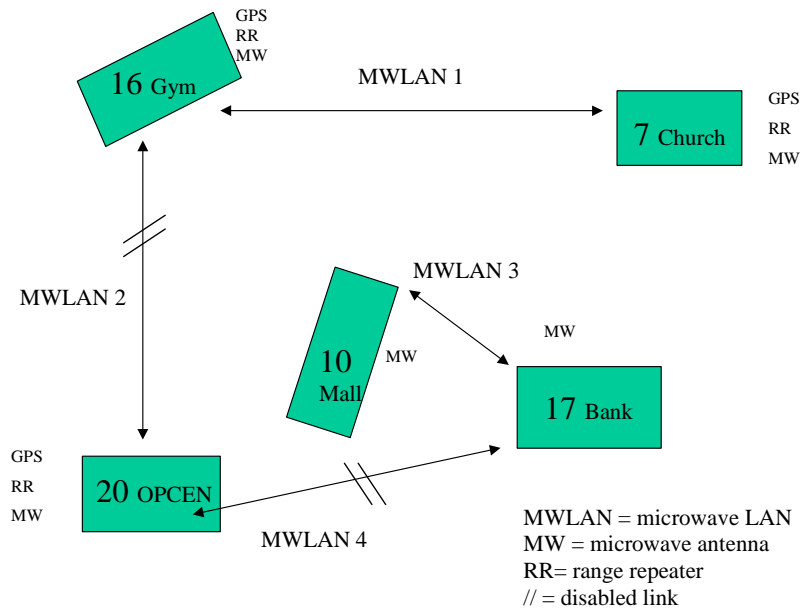 GPS
RR
MW
16 Gym
MWLAN 1
7 Church
GPS
RR
MW
MWLAN 2
MWLAN 3
10
Mall
MW
MW
17 Bank
GPS
RR
MW
20 OPCEN
MWLAN 4
MWLAN = microwave LAN
MW = microwave antenna
RR= range repeater
// = disabled link